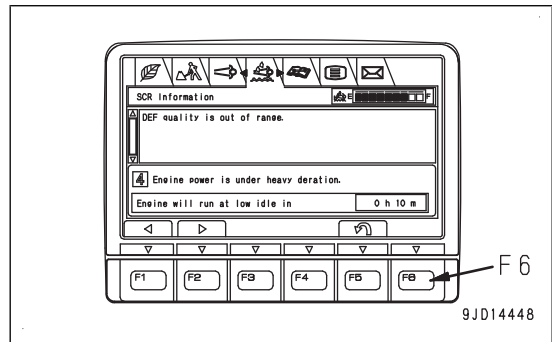 SCR Information
E F
DEF quality is out of range.
4 Engine power is under heavy deration.
Engine will run at low idle in 0 h 10 m
F1 F2 F3 F4 F5 F6
F 6
9JD14448